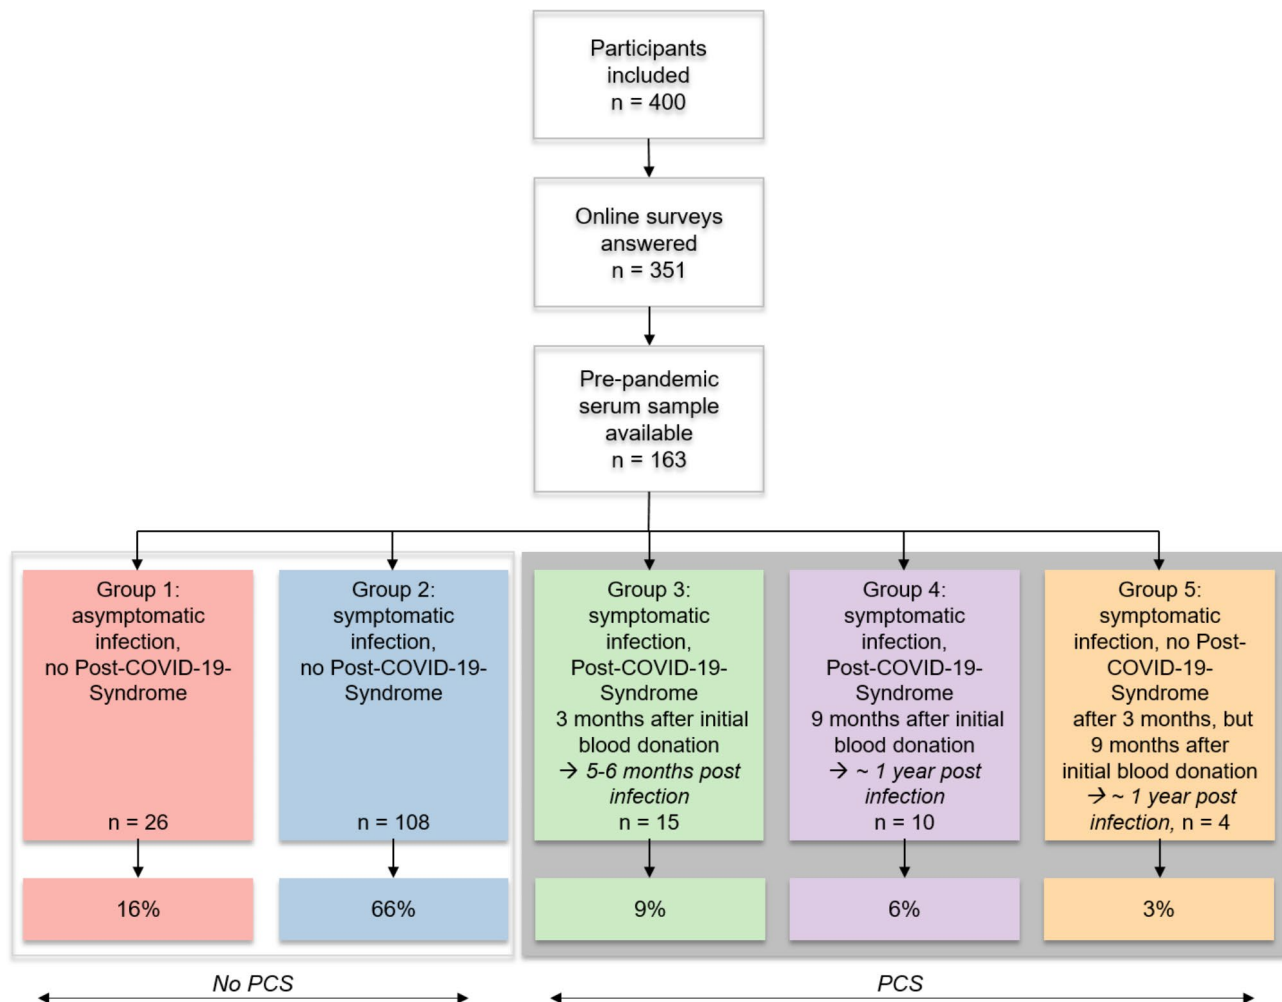 Participants
included
n = 400
Online surveys
answered
n = 351
Pre-pandemic
serum sample
available
n = 163
Group 1:
asymptomatic
infection,
no Post-COVID-19-
Syndrome
n = 26
Group 2:
symptomatic
infection,
no Post-COVID-19-
Syndrome
n = 108
Group 3:
symptomatic
infection,
Post-COVID-19-
Syndrome
3 months after initial
blood donation
→ 5-6 months post
infection
n = 15
Group 4:
symptomatic
infection,
Post-COVID-19-
Syndrome
9 months after initial
blood donation
→ ~ 1 year post
infection
n = 10
Group 5:
symptomatic
infection, no Post-
COVID-19-
Syndrome
after 3 months, but
9 months after
initial blood donation
→ ~ 1 year post
infection, n = 4
16%
66%
9%
6%
3%
No PCS
PCS